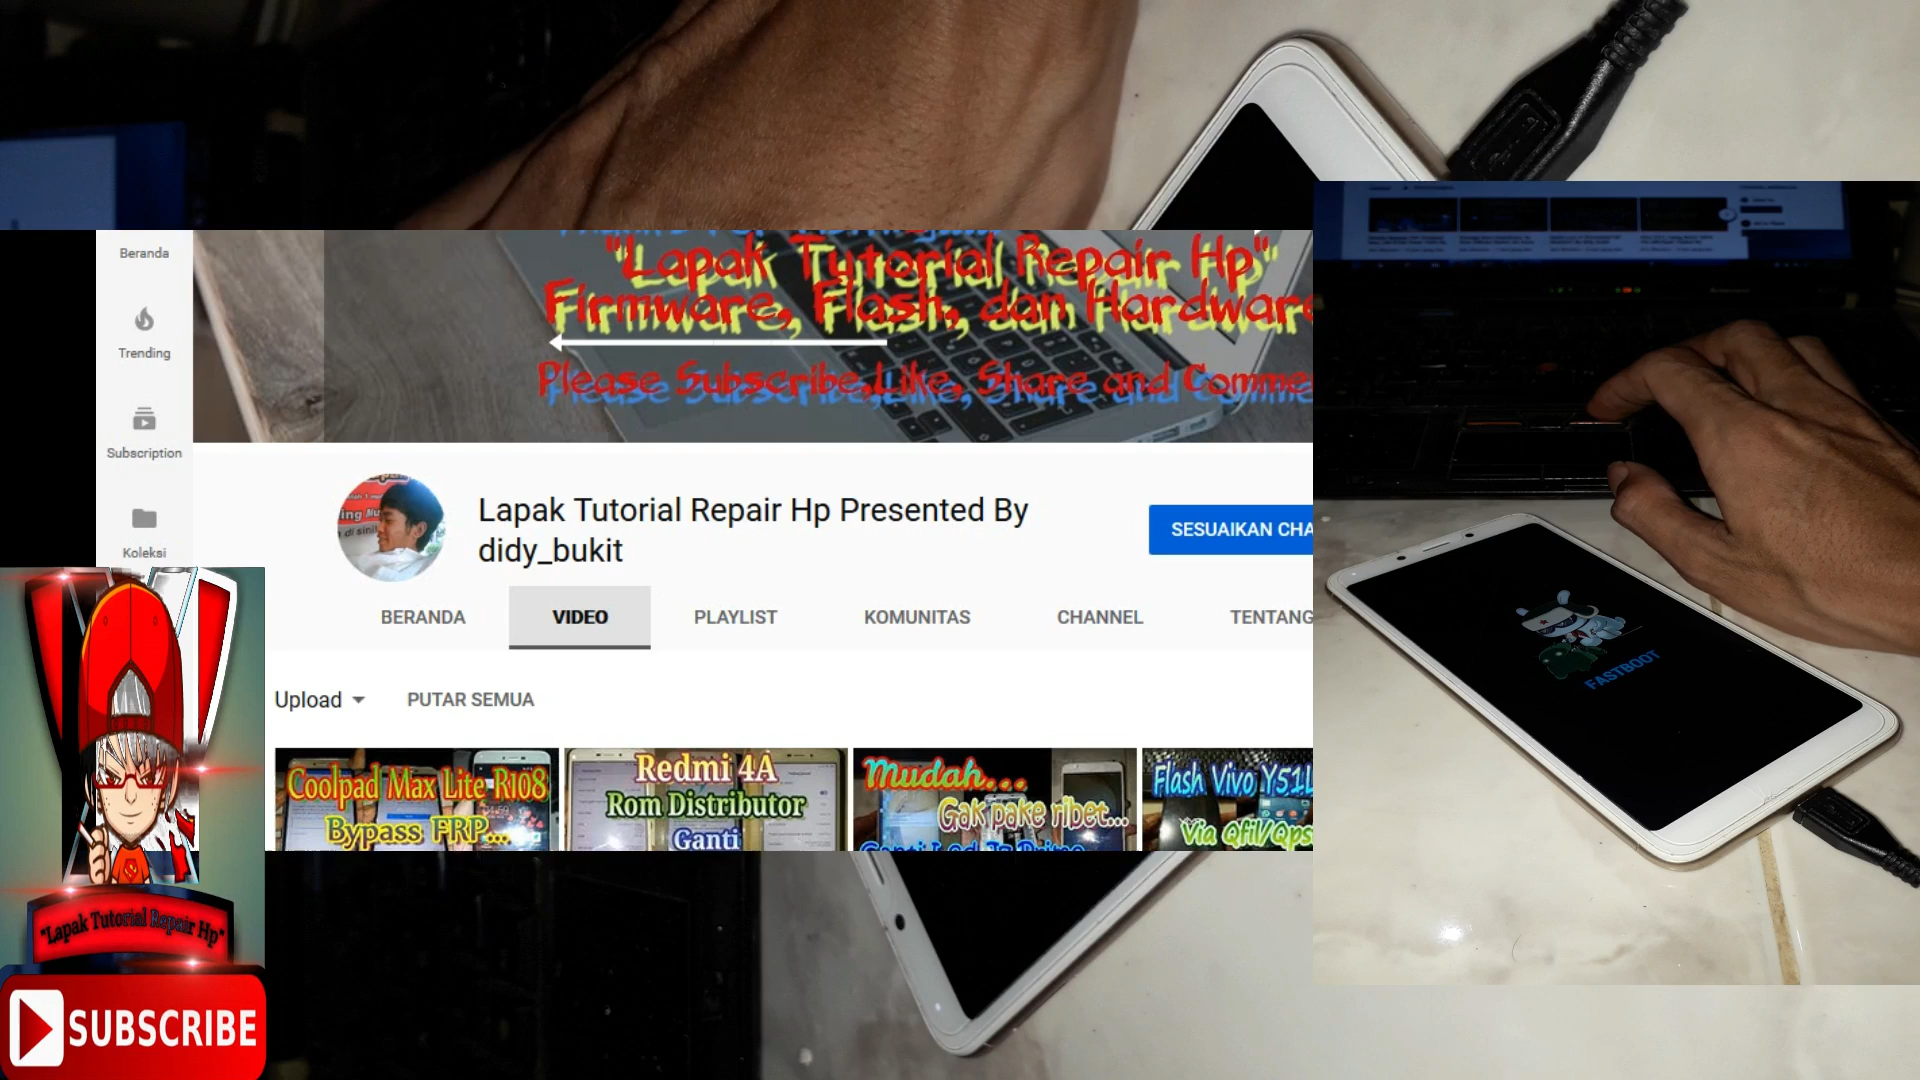 Beranda
Trending
Subscription
Koleksi
"Lapak Tutorial Repair Hp"
Firmware, Flash, dan Hardware
Please Subscribe,Like, Share and Comme
Lapak Tutorial Repair Hp Presented By
didy_bukit
SESUAIKAN CHA
BERANDA VIDEO PLAYLIST KOMUNITAS CHANNEL TENTANG
Upload PUTAR SEMUA
Coolpad Max Lite R108
Bypass FRP...
Redmi 4A
Rom Distributor
Ganti
Mudah...
Gak pake ribet...
Flash Vivo Y51L
Via Qfil/Qps
FASTBOOT
"Lapak Tutorial Repair Hp"
SUBSCRIBE